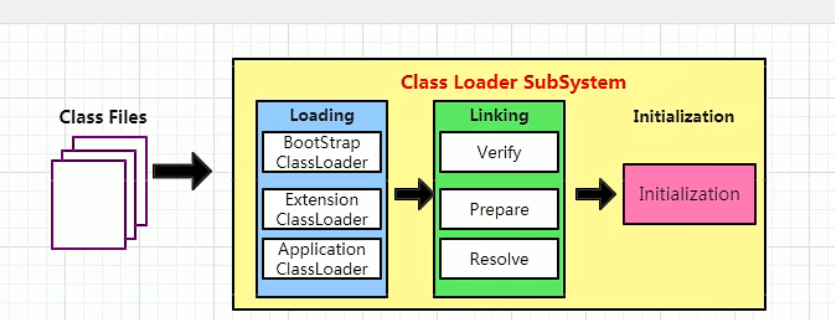 Class Loader SubSystem
Class Files
Loading
BootStrap
ClassLoader
Extension
ClassLoader
Application
ClassLoader
Linking
Verify
Prepare
Resolve
Initialization
Initialization